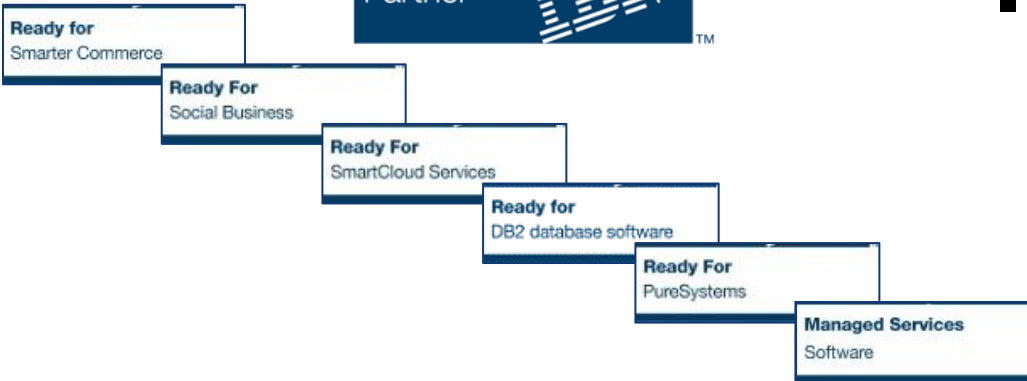 Partner
IBM
TM
Ready for
Smarter Commerce
Ready For
Social Business
Ready For
SmartCloud Services
Ready for
DB2 database software
Ready For
PureSystems
Managed Services
Software